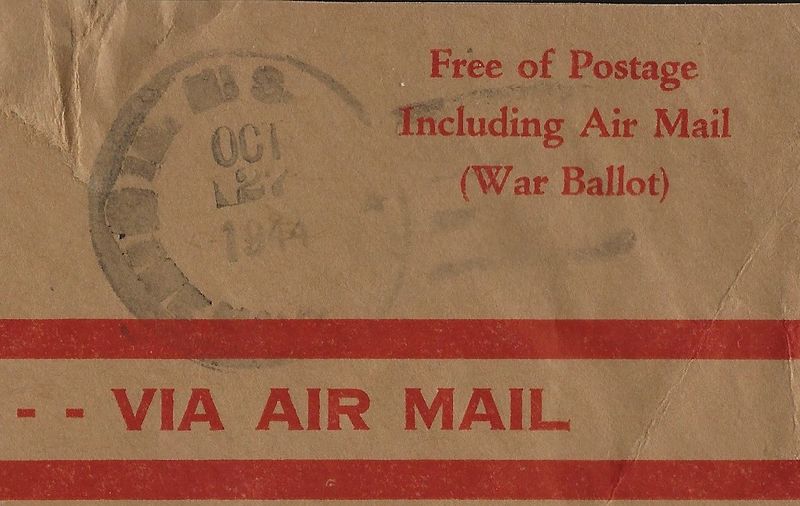 Free of Postage
Including Air Mail
(War Ballot)
OCT
1944
- - VIA AIR MAIL